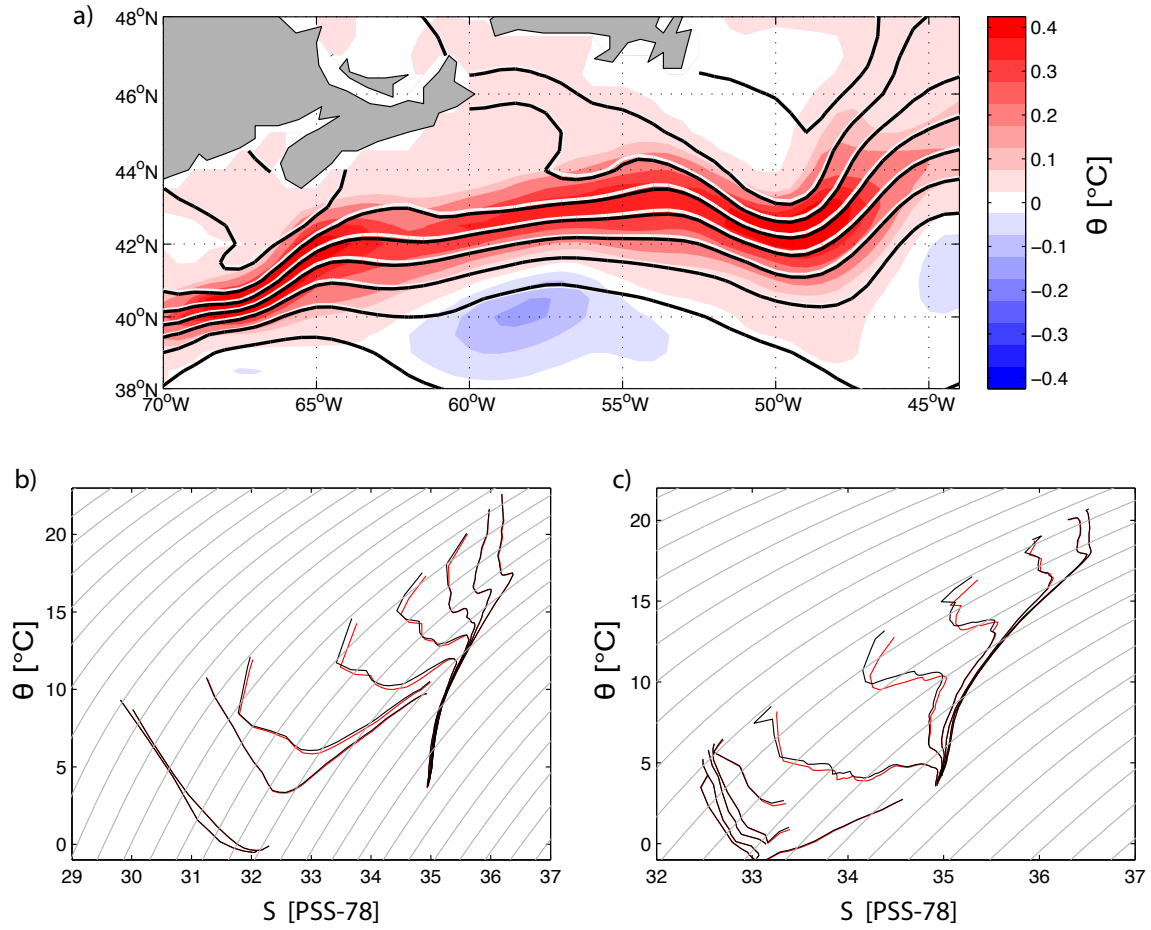 a)
48°N
46°N
44°N
42°N
40°N
38°N
70°W 65°W 60°W 55°W 50°W 45°W
0.4
0.3
0.2
0.1
0
−0.1
−0.2
−0.3
−0.4
θ [°C]
b)
20
15
10
5
0
θ [°C]
29 30 31 32 33 34 35 36 37
S [PSS-78]
c)
20
15
10
5
0
θ [°C]
32 33 34 35 36 37
S [PSS-78]